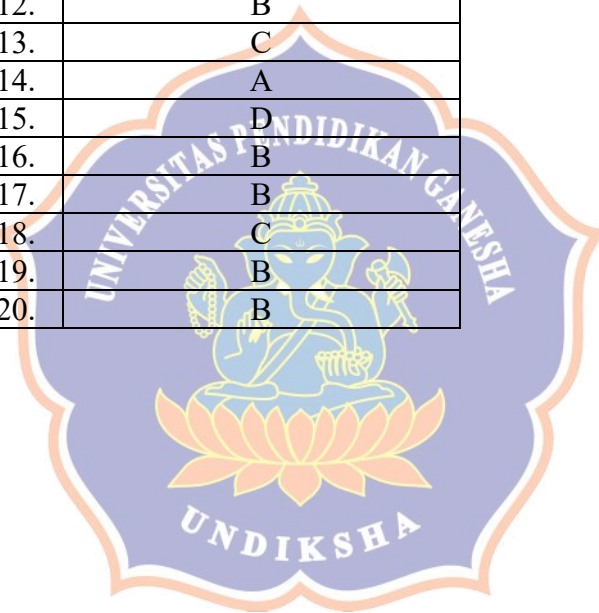 12. B
13. C
14. A
15. D
16. B
17. B
18. C
19. B
20. B
UNIVERSITAS PENDIDIKAN GANESHA
UNDIKSHA